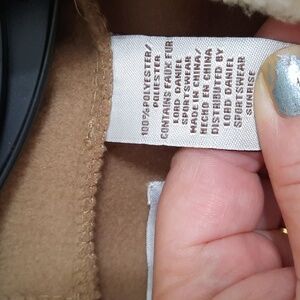 100%POLYESTER/
POLIESTER
CONTAINS FAUX FUR
LORD DANIEL
SPORTSWEAR
MADE IN CHINA/
HECHO EN CHINA
DISTRIBUTED BY
LORD DANIEL
SPORTSWEAR
SUNRISE